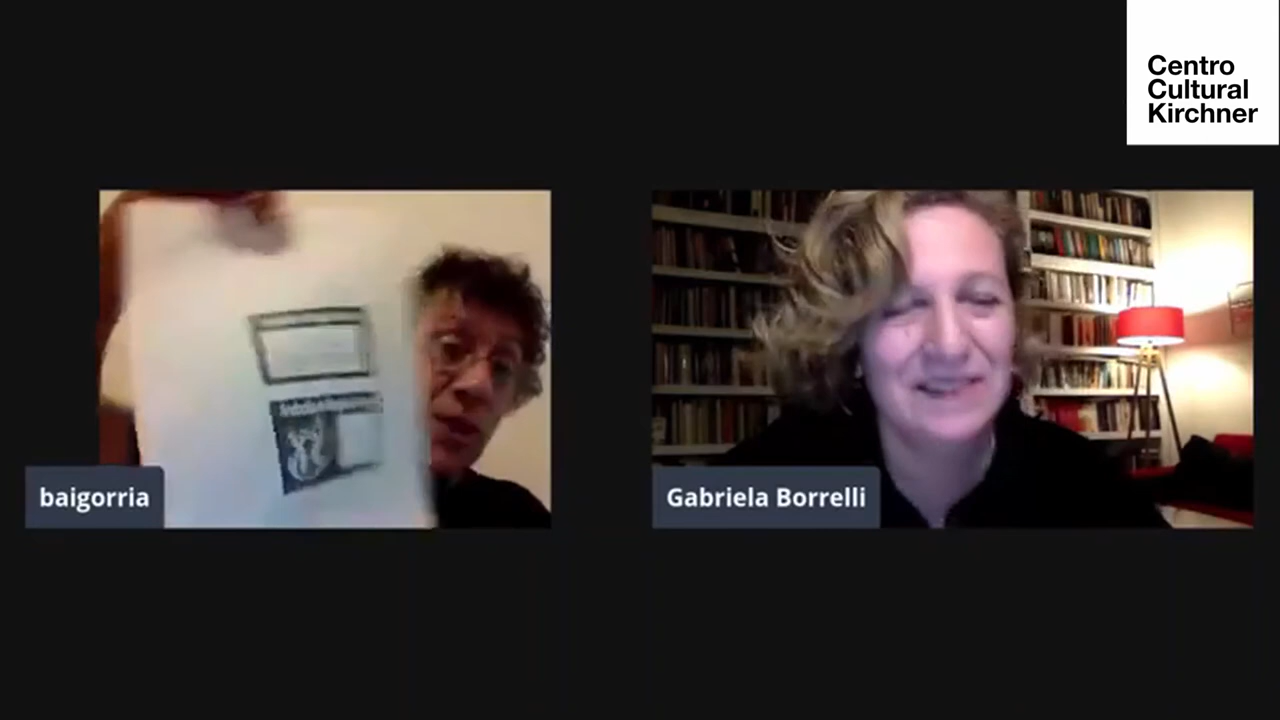 Centro
Cultural
Kirchner
baigorria
Gabriela Borrelli